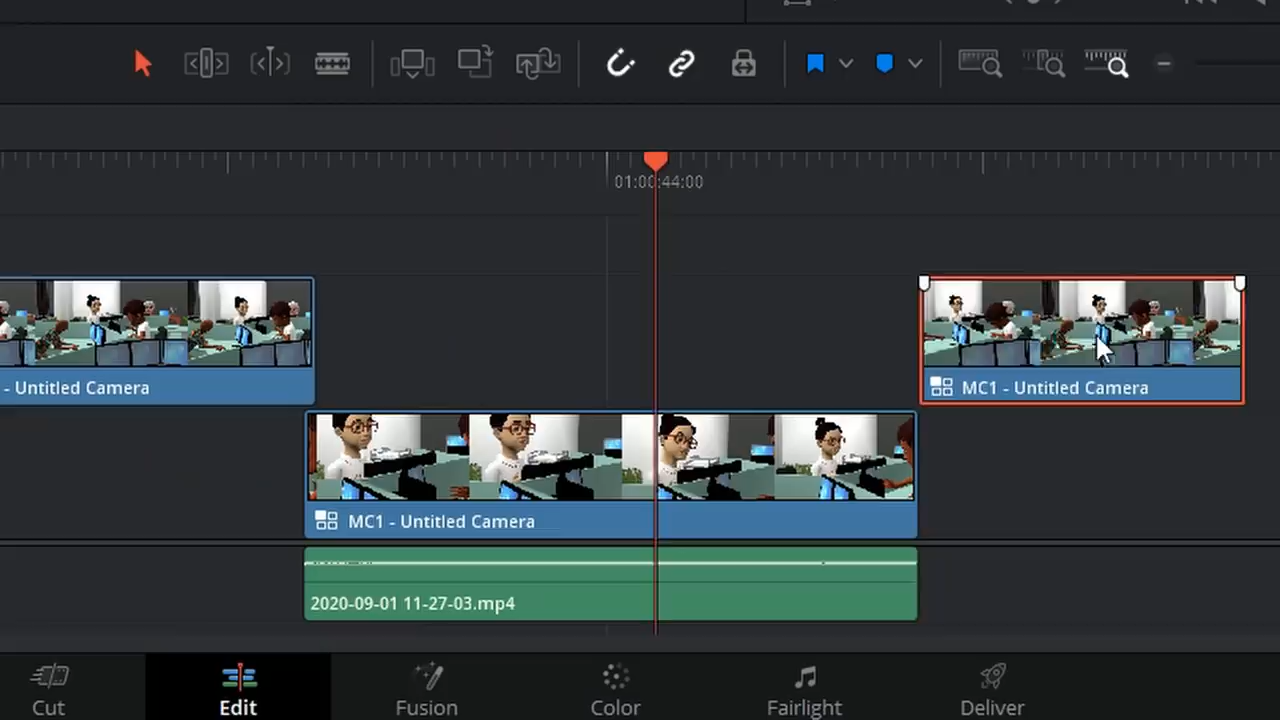 01:00:44:00
- Untitled Camera
MC1 - Untitled Camera
MC1 - Untitled Camera
2020-09-01 11-27-03.mp4
Cut
Edit
Fusion
Color
Fairlight
Deliver